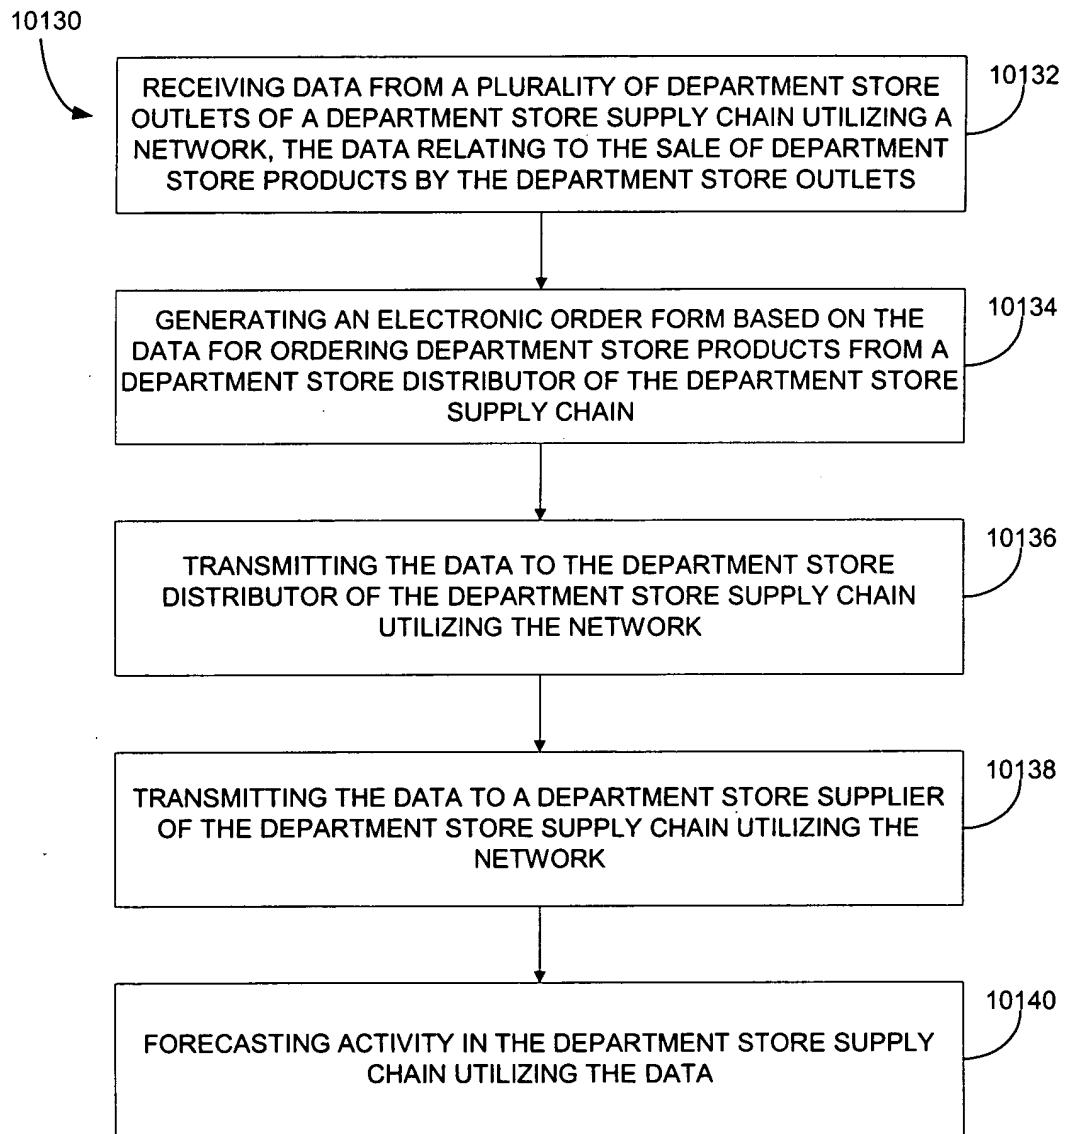 10130
10132
RECEIVING DATA FROM A PLURALITY OF DEPARTMENT STORE
OUTLETS OF A DEPARTMENT STORE SUPPLY CHAIN UTILIZING A
NETWORK, THE DATA RELATING TO THE SALE OF DEPARTMENT
STORE PRODUCTS BY THE DEPARTMENT STORE OUTLETS
10134
GENERATING AN ELECTRONIC ORDER FORM BASED ON THE
DATA FOR ORDERING DEPARTMENT STORE PRODUCTS FROM A
DEPARTMENT STORE DISTRIBUTOR OF THE DEPARTMENT STORE
SUPPLY CHAIN
10136
TRANSMITTING THE DATA TO THE DEPARTMENT STORE
DISTRIBUTOR OF THE DEPARTMENT STORE SUPPLY CHAIN
UTILIZING THE NETWORK
10138
TRANSMITTING THE DATA TO A DEPARTMENT STORE SUPPLIER
OF THE DEPARTMENT STORE SUPPLY CHAIN UTILIZING THE
NETWORK
10140
FORECASTING ACTIVITY IN THE DEPARTMENT STORE SUPPLY
CHAIN UTILIZING THE DATA